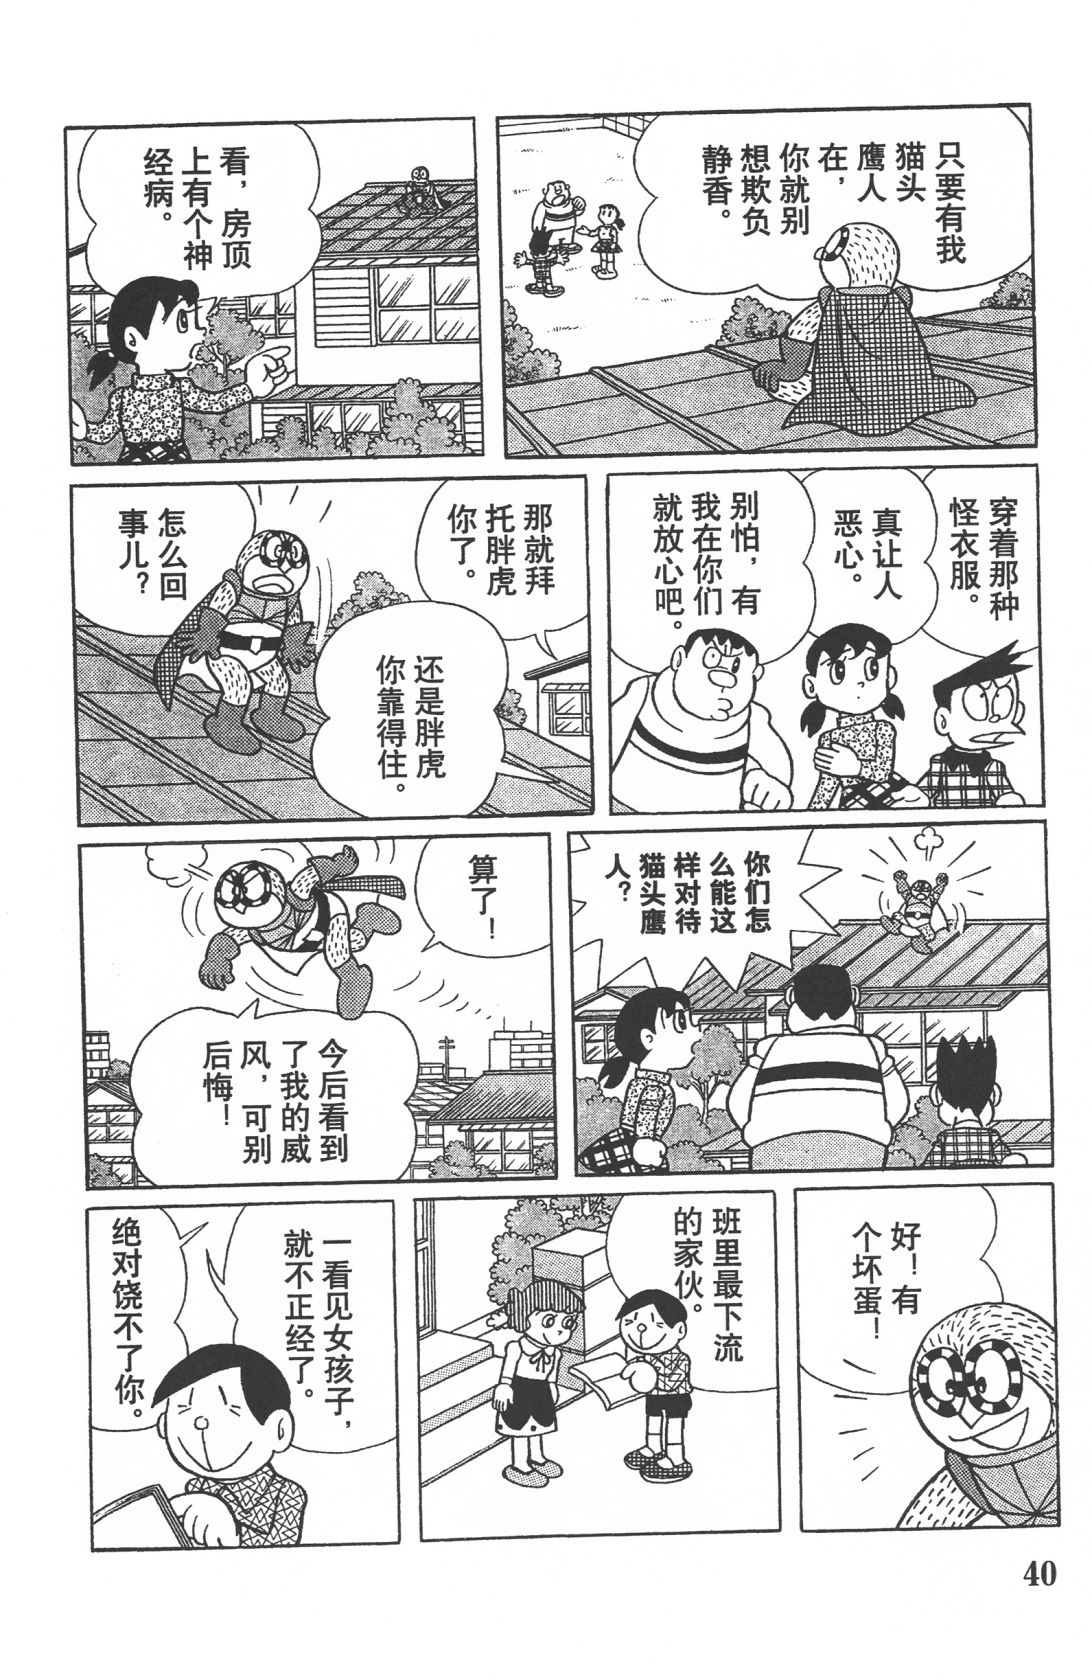 只要有我
猫头
鹰人
在，
你就别
想欺负
静香。
看，房顶
上有个神
经病。
穿着那种
怪衣服。
真让人
恶心。
别怕，有
我在你们
就放心吧。
那就拜
托胖虎
你了。
还是胖虎
你靠得住。
怎么回
事儿？
你们怎
么能这
样对待
猫头鹰
人？
算了！
今后看到
了我的威
风，可别
后悔！
好！有
个坏蛋！
班里最下流
的家伙。
一看见女孩子，
就不正经了。
绝对饶不了你。
40